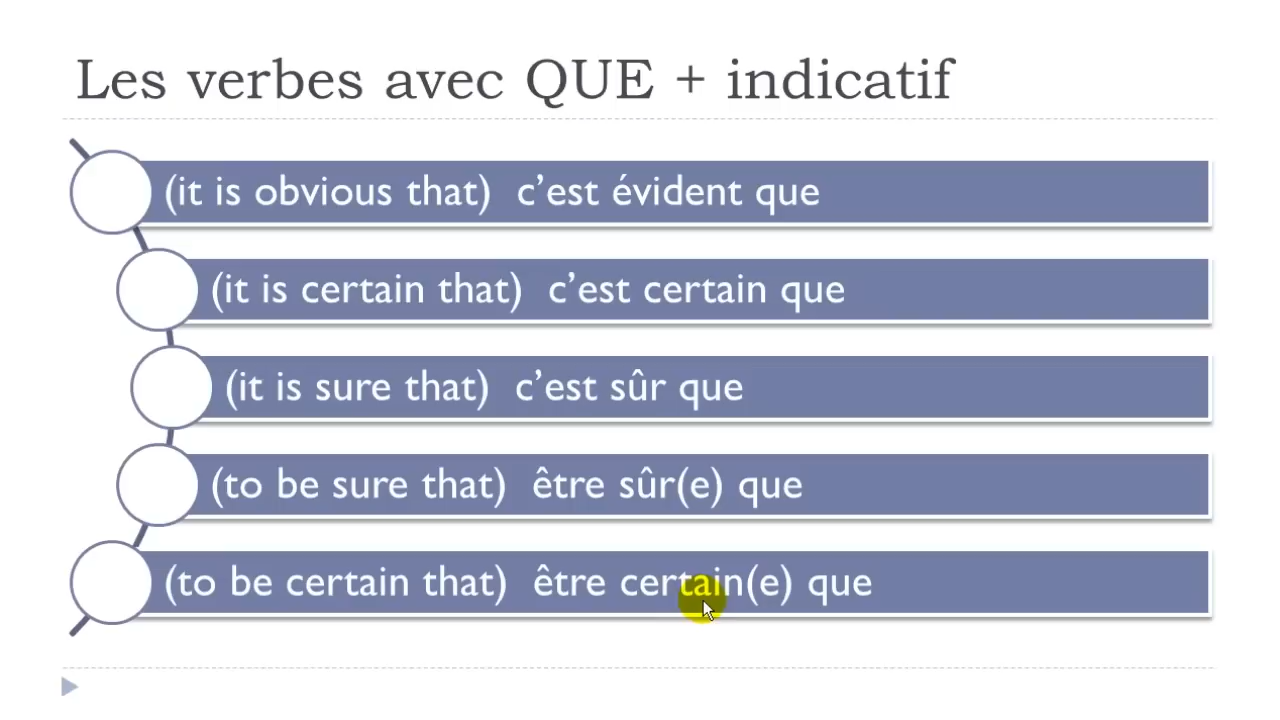 Les verbes avec QUE + indicatif
(it is obvious that) c’est évident que
(it is certain that) c’est certain que
(it is sure that) c’est sûr que
(to be sure that) être sûr(e) que
(to be certain that) être certain(e) que